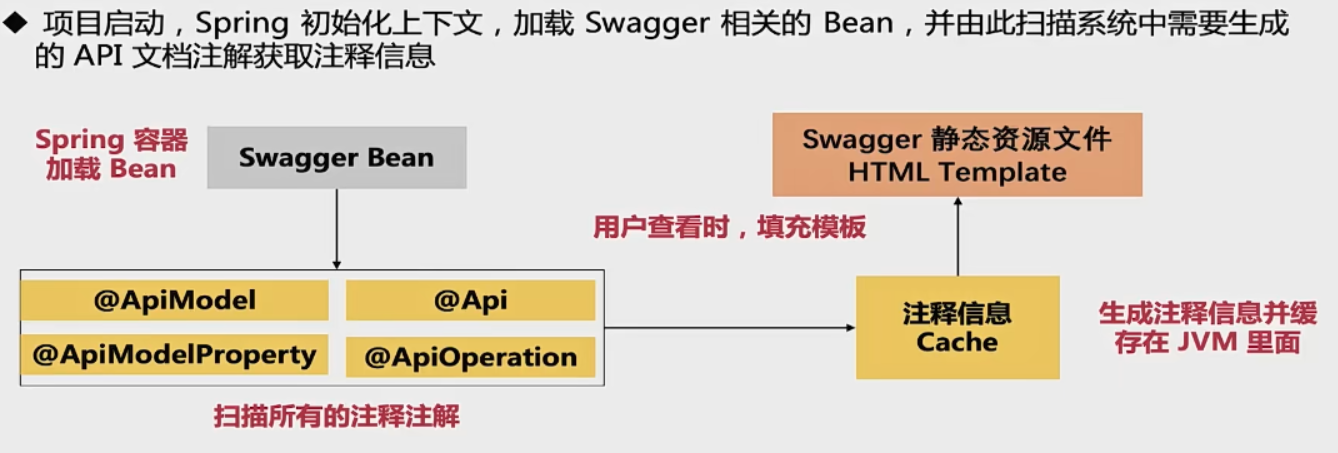 ◆ 项目启动，Spring 初始化上下文，加载 Swagger 相关的 Bean，并由此扫描系统中需要生成
的 API 文档注解获取注释信息
Spring 容器
加载 Bean
Swagger Bean
Swagger 静态资源文件
HTML Template
用户查看时，填充模板
@ApiModel
@Api
@ApiModelProperty
@ApiOperation
注释信息
Cache
生成注释信息并缓
存在 JVM 里面
扫描所有的注释注解